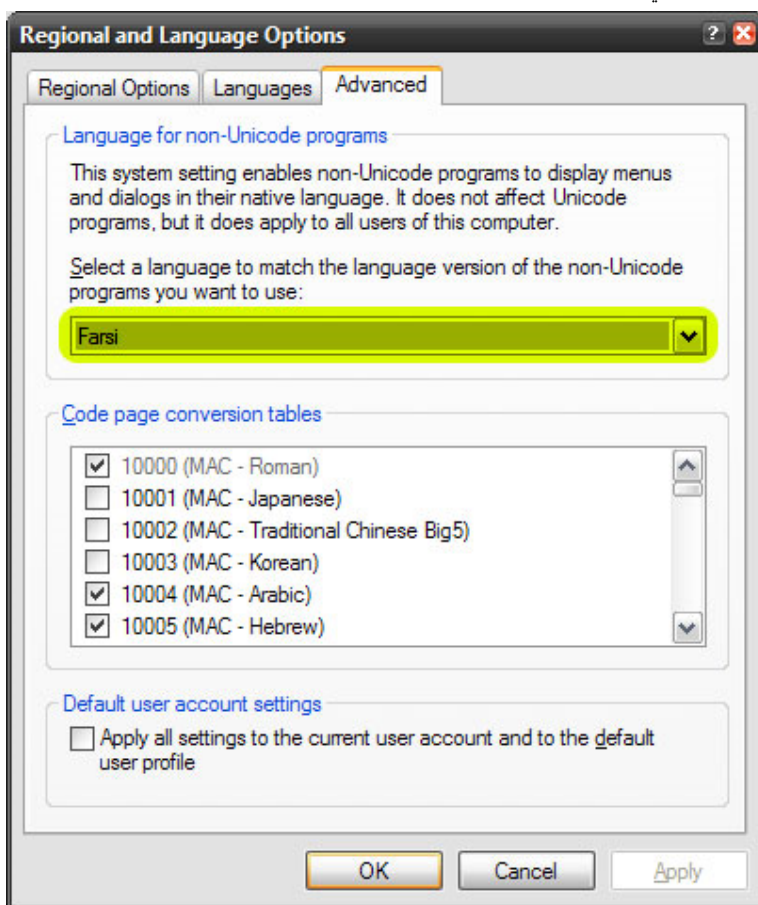 Regional and Language Options
Regional Options Languages Advanced
Language for non-Unicode programs
This system setting enables non-Unicode programs to display menus
and dialogs in their native language. It does not affect Unicode
programs, but it does apply to all users of this computer.
Select a language to match the language version of the non-Unicode
programs you want to use:
Farsi
Code page conversion tables
10000 (MAC - Roman)
10001 (MAC - Japanese)
10002 (MAC - Traditional Chinese Big5)
10003 (MAC - Korean)
10004 (MAC - Arabic)
10005 (MAC - Hebrew)
Default user account settings
Apply all settings to the current user account and to the default
user profile
OK Cancel Apply